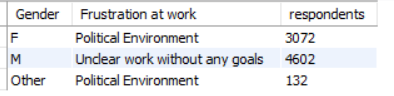 Gender Frustration at work respondents
F Political Environment 3072
M Unclear work without any goals 4602
Other Political Environment 132